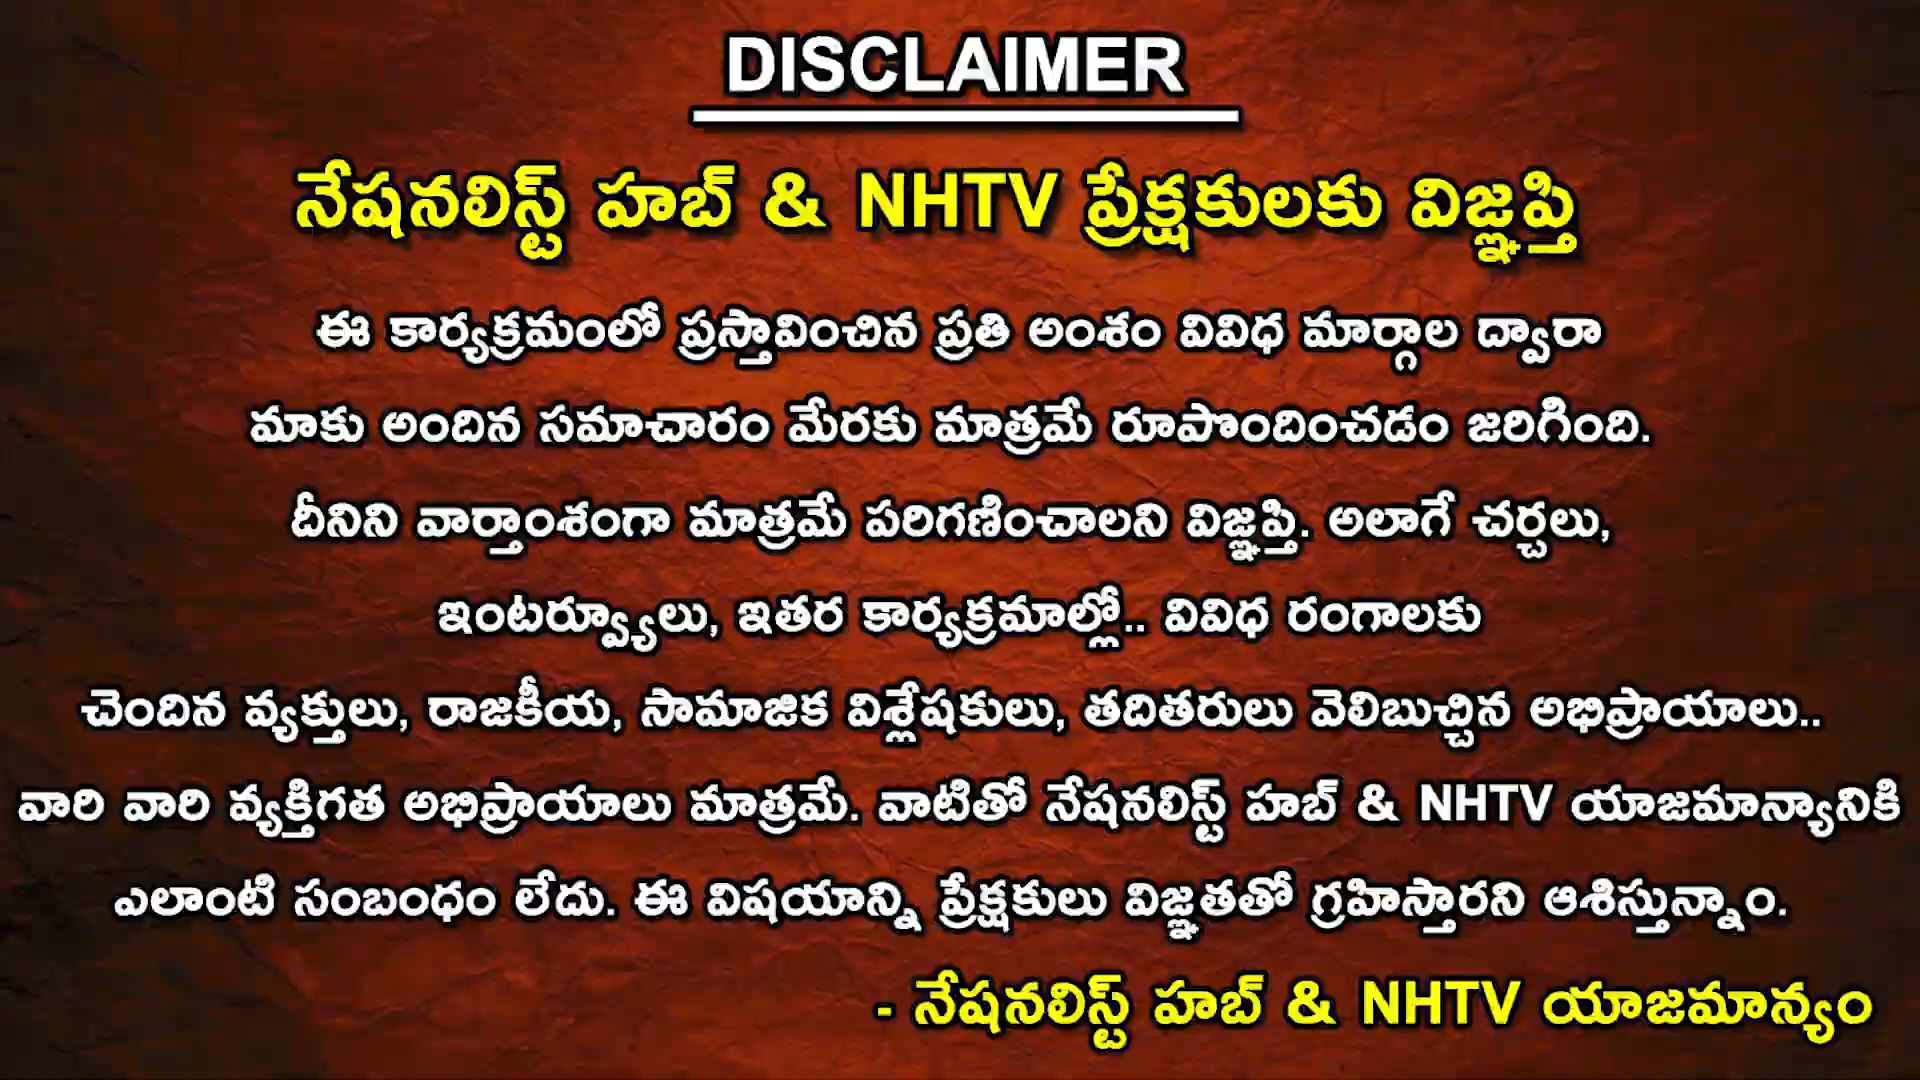 DISCLAIMER
నేషనలిస్ట్ హబ్ & NHTV ప్రేక్షకులకు విజ్ఞప్తి
ఈ కార్యక్రమంలో ప్రస్తావించిన ప్రతి అంశం వివిధ మార్గాల ద్వారా
మాకు అందిన సమాచారం మేరకు మాత్రమే రూపొందించడం జరిగింది.
దీనిని వార్తాంశంగా మాత్రమే పరిగణించాలని విజ్ఞప్తి. అలాగే చర్చలు,
ఇంటర్వ్యూలు, ఇతర కార్యక్రమాల్లో.. వివిధ రంగాలకు
చెందిన వ్యక్తులు, రాజకీయ, సామాజిక విశ్లేషకులు, తదితరులు వెలిబుచ్చిన అభిప్రాయాలు..
వారి వారి వ్యక్తిగత అభిప్రాయాలు మాత్రమే. వాటితో నేషనలిస్ట్ హబ్ & NHTV యాజమాన్యానికి
ఎలాంటి సంబంధం లేదు. ఈ విషయాన్ని ప్రేక్షకులు విజ్ఞతతో గ్రహిస్తారని ఆశిస్తున్నాం.
- నేషనలిస్ట్ హబ్ & NHTV యాజమాన్యం